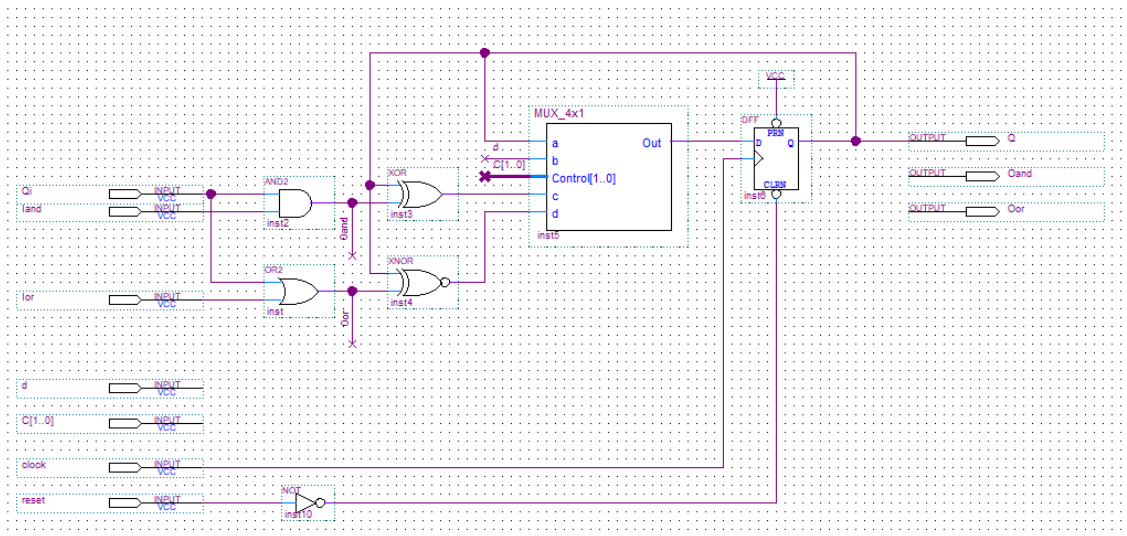 VCC
MUX_4x1
DFF
PRN
a
Out
D
Q
OUTPUT
Q
d
b
C[1..0]
Control[1..0]
OUTPUT
Oand
XOR
AND2
CLRN
Qi
INPUT
VCC
c
inst6
Iand
INPUT
VCC
d
OUTPUT
Oor
inst2
inst3
Oand
inst5
XNOR
OR2
Ior
INPUT
VCC
inst
inst4
Oor
d
INPUT
VCC
C[1..0]
INPUT
VCC
clock
INPUT
VCC
reset
INPUT
VCC
NOT
inst10